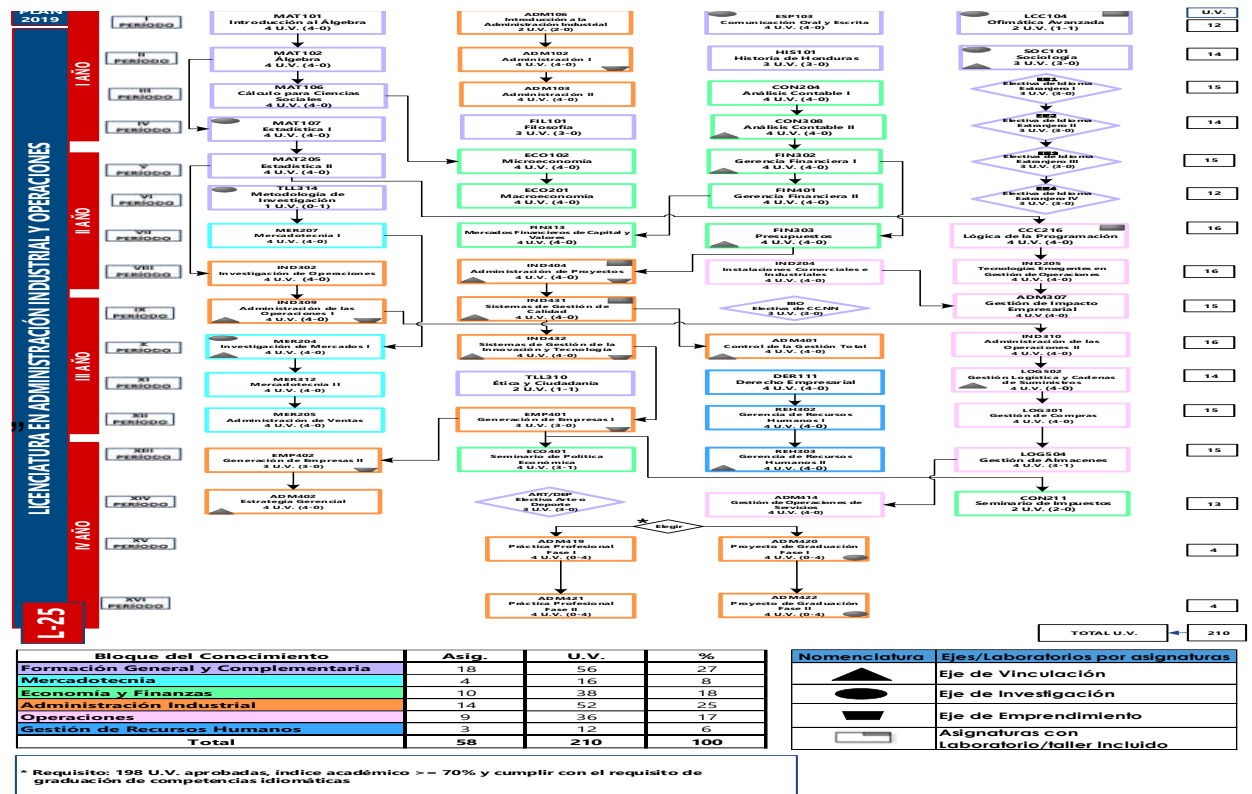 PLAN
2019
LICENCIATURA EN ADMINISTRACIÓN INDUSTRIAL Y OPERACIONES
L-25
I AÑO
II AÑO
III AÑO
IV AÑO
U.V.
I
PERÍODO
MAT101
Introducción al Álgebra
4 U.V. (4-0)
ADM106
Introducción a la
Administración Industrial
2 U.V. (2-0)
ESP103
Comunicación Oral y Escrita
4 U.V. (4-0)
LCC104
Ofimática Avanzada
2 U.V. (1-1)
12
II
PERÍODO
MAT102
Álgebra
4 U.V. (4-0)
ADM102
Administración I
4 U.V. (4-0)
HIS101
Historia de Honduras
3 U.V. (3-0)
SOC101
Sociología
3 U.V. (3-0)
14
III
PERÍODO
MAT106
Cálculo para Ciencias
Sociales
4 U.V. (4-0)
ADM103
Administración II
4 U.V. (4-0)
CON204
Análisis Contable I
4 U.V. (4-0)
EE1
Electiva de Idioma
Extranjero I
3 U.V. (3-0)
15
IV
PERÍODO
MAT107
Estadística I
4 U.V. (4-0)
FIL101
Filosofía
3 U.V. (3-0)
CON308
Análisis Contable II
4 U.V. (4-0)
EE2
Electiva de Idioma
Extranjero II
3 U.V. (3-0)
14
V
PERÍODO
MAT205
Estadística II
4 U.V. (4-0)
ECO102
Microeconomía
4 U.V. (4-0)
FIN302
Gerencia Financiera I
4 U.V. (4-0)
EE3
Electiva de Idioma
Extranjero III
3 U.V. (3-0)
15
VI
PERÍODO
TLL314
Metodología de
Investigación
1 U.V. (0-1)
ECO201
Macroeconomía
4 U.V. (4-0)
FIN401
Gerencia Financiera II
4 U.V. (4-0)
EE4
Electiva de Idioma
Extranjero IV
3 U.V. (3-0)
12
VII
PERÍODO
MER207
Mercadotecnia I
4 U.V. (4-0)
FIN313
Mercados Financieros de Capital y
Valores
4 U.V. (4-0)
FIN303
Presupuestos
4 U.V. (4-0)
CCC216
Lógica de la Programación
4 U.V. (4-0)
16
VIII
PERÍODO
IND302
Investigación de Operaciones
4 U.V. (4-0)
IND404
Administración de Proyectos
4 U.V. (4-0)
IND204
Instalaciones Comerciales e
Industriales
4 U.V. (4-0)
IND205
Tecnologías Emegentes en
Gestión de Operaciones
4 U.V. (4-0)
16
IX
PERÍODO
IND309
Administración de las
Operaciones I
4 U.V. (4-0)
IND431
Sistemas de Gestión de
Calidad
4 U.V. (4-0)
BIO
Electiva de CCNN
3 U.V. (3-0)
ADM307
Gestión de Impacto
Empresarial
4 U.V (4-0)
15
X
PERÍODO
MER204
Investigación de Mercados I
4 U.V. (4-0)
IND432
Sistemas de Gestión de la
Innovación y Tecnología
4 U.V. (4-0)
ADM401
Control de la Gestión Total
4 U.V. (4-0)
IND310
Administración de las
Operaciones II
4 U.V. (4-0)
16
XI
PERÍODO
MER312
Mercadotecnia II
4 U.V. (4-0)
TLL310
Ética y Ciudadanía
2 U.V. (1-1)
DER111
Derecho Empresarial
4 U.V. (4-0)
LOG502
Gestión Logística y Cadenas
de Suministros
4 U.V. (4-0)
14
XII
PERÍODO
MER205
Administración de Ventas
4 U.V. (4-0)
EMP401
Generación de Empresas I
3 U.V. (3-0)
REH302
Gerencia de Recursos
Humanos I
4 U.V. (4-0)
LOG301
Gestión de Compras
4 U.V. (4-0)
15
XIII
PERÍODO
EMP402
Generación de Empresas II
3 U.V. (3-0)
ECO401
Seminario de Política
Económica
4 U.V. (3-1)
REH303
Gerencia de Recursos
Humanos II
4 U.V. (4-0)
LOG504
Gestión de Almacenes
4 U.V. (3-1)
15
XIV
PERÍODO
ADM402
Estrategia Gerencial
4 U.V. (4-0)
ART/DEP
Electiva Arte o
Deporte
3 U.V. (3-0)
ADM414
Gestión de Operaciones de
Servicios
4 U.V. (4-0)
CON211
Seminario de Impuestos
2 U.V. (2-0)
13
* Elegir
XV
PERÍODO
ADM419
Práctica Profesional
Fase I
4 U.V. (0-4)
ADM420
Proyecto de Graduación
Fase I
4 U.V. (0-4)
4
XVI
PERÍODO
ADM421
Práctica Profesional
Fase II
4 U.V. (0-4)
ADM422
Proyecto de Graduación
Fase II
4 U.V. (0-4)
4
TOTAL U.V. 210
Bloque del Conocimiento Asig. U.V. %
Formación General y Complementaria 18 56 27
Mercadotecnia 4 16 8
Economía y Finanzas 10 38 18
Administración Industrial 14 52 25
Operaciones 9 36 17
Gestión de Recursos Humanos 3 12 6
Total 58 210 100
Nomenclatura Ejes/Laboratorios por asignaturas
Eje de Vinculación
Eje de Investigación
Eje de Emprendimiento
Asignaturas con
Laboratorio/taller Incluido
* Requisito: 198 U.V. aprobadas, índice académico >= 70% y cumplir con el requisito de
graduación de competencias idiomáticas